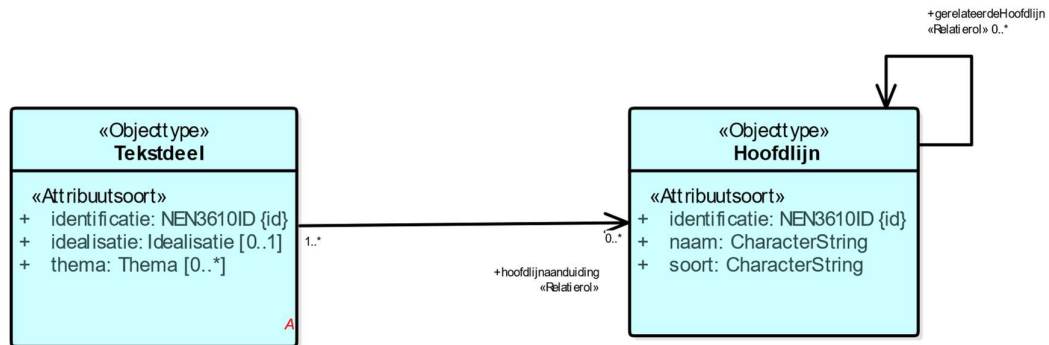 +gerelateerdeHoofdlijn
«Relatierol» 0..*
«Objecttype»
Tekstdeel
«Attribuutsoort»
+ identificatie: NEN3610ID {id}
+ idealisatie: Idealisatie [0..1]
+ thema: Thema [0..*]
A
1..*
0..*
+hoofdlijnaanduiding
«Relatierol»
«Objecttype»
Hoofdlijn
«Attribuutsoort»
+ identificatie: NEN3610ID {id}
+ naam: CharacterString
+ soort: CharacterString